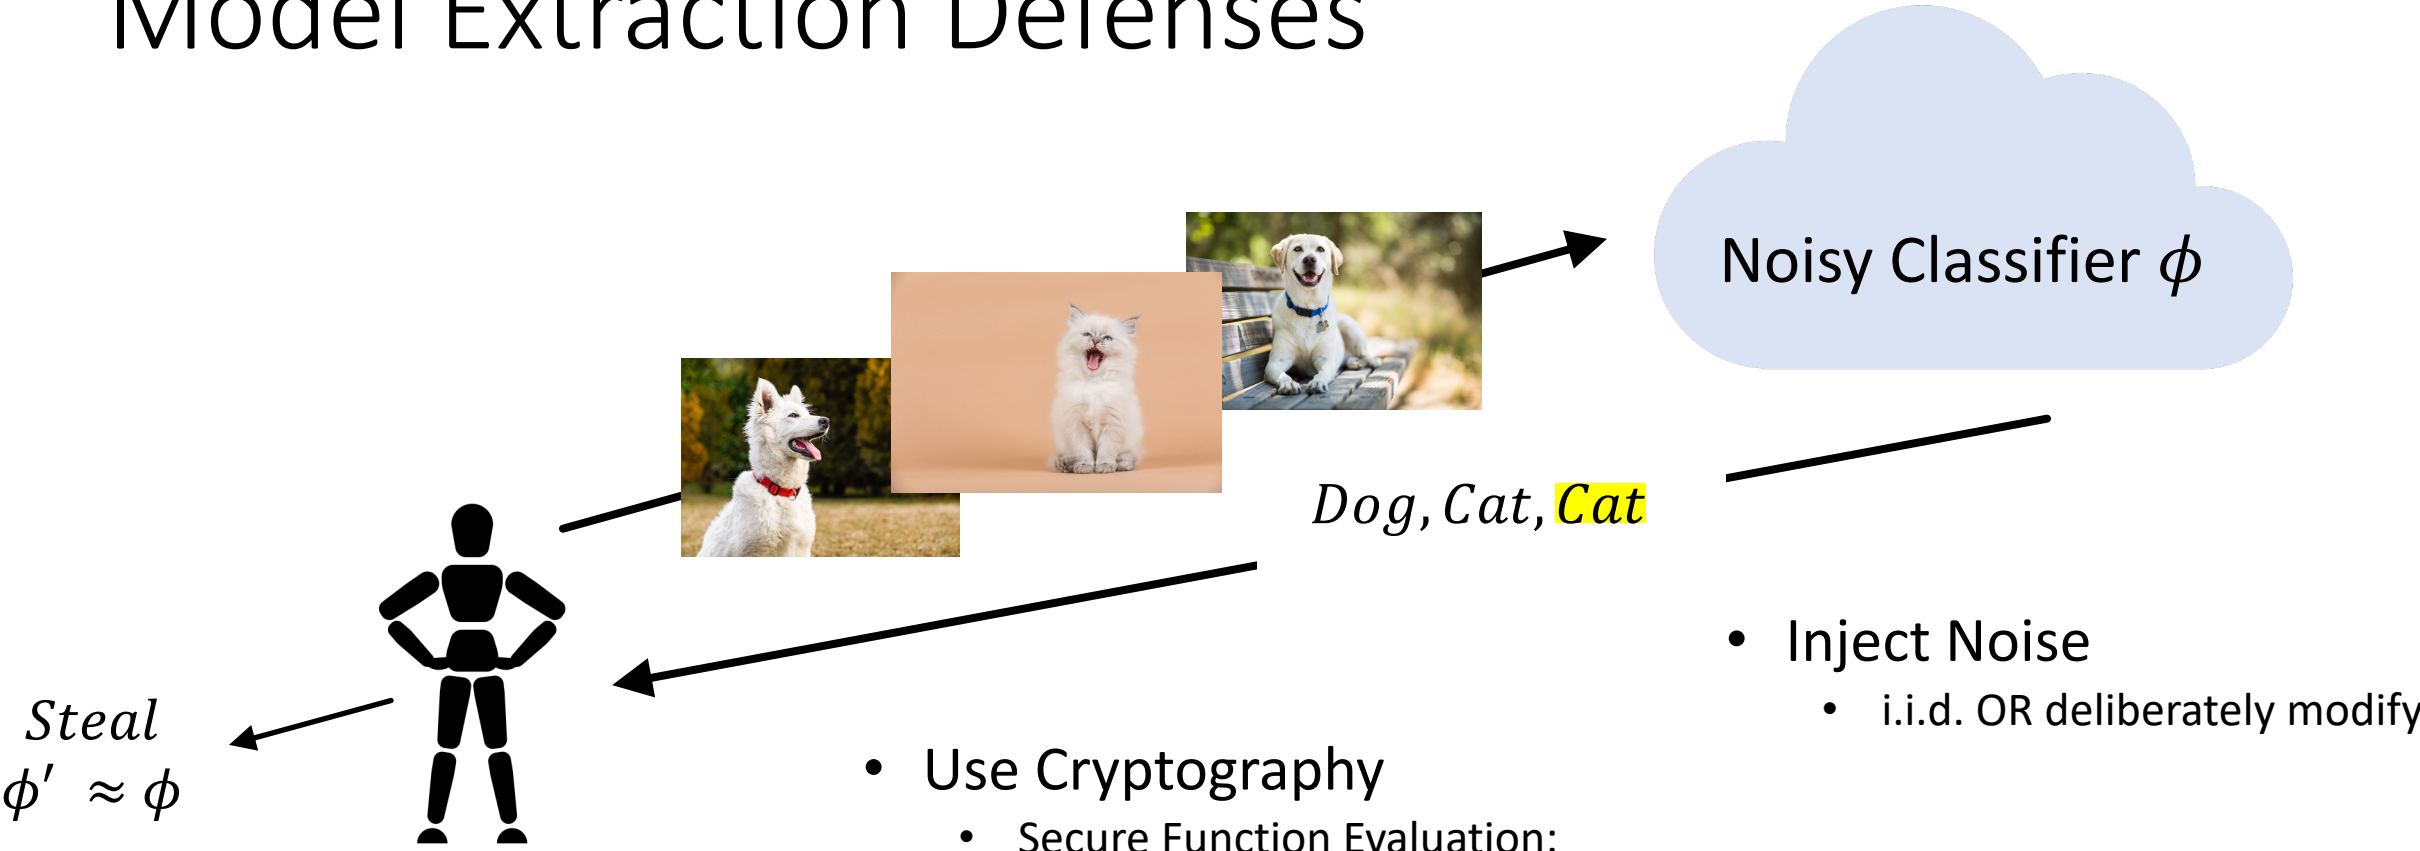 Model Extraction Defenses
Noisy Classifier ϕ
Dog, Cat, Cat
• Inject Noise
• i.i.d. OR deliberately modify
Steal
ϕ′ ≈ ϕ
• Use Cryptography
• Secure Function Evaluation: